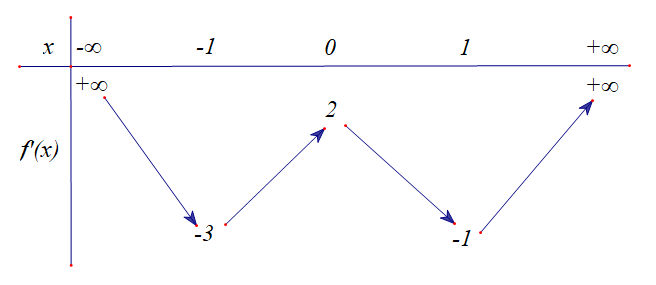 x -∞ -1 0 1 +∞
+∞ +∞
2
f'(x)
-3 -1